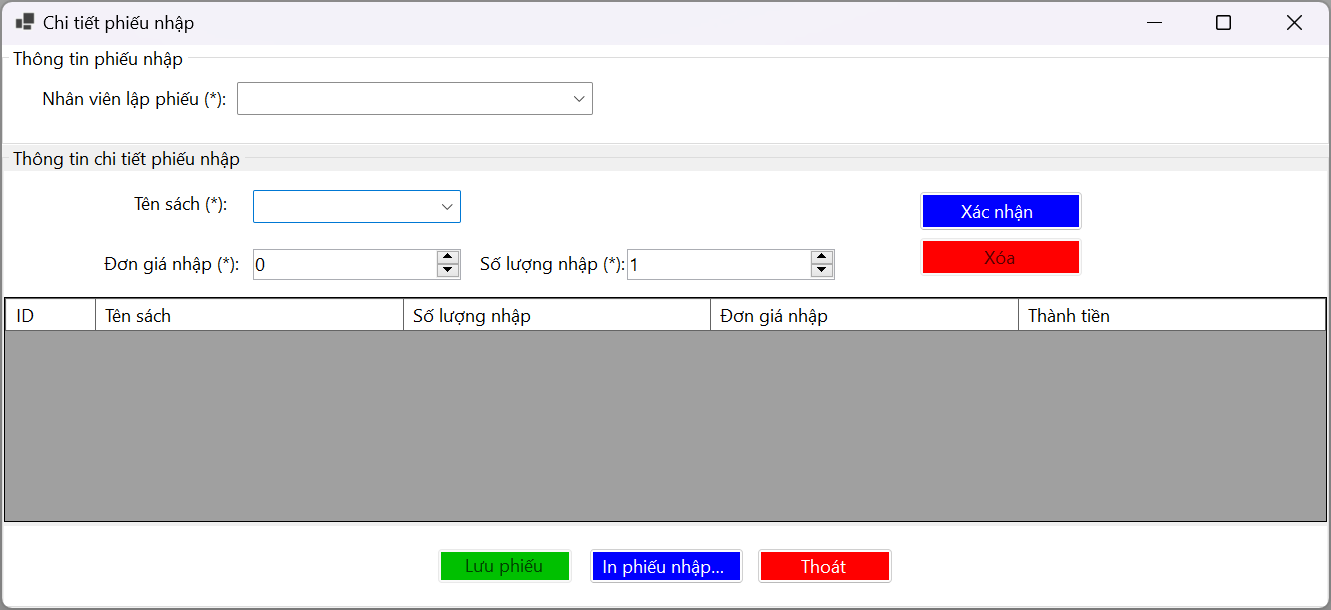 Chi tiết phiếu nhập
Thông tin phiếu nhập
Nhân viên lập phiếu (*):
Thông tin chi tiết phiếu nhập
Tên sách (*):
Xác nhận
Đơn giá nhập (*): 0 Số lượng nhập (*): 1
Xóa
ID Tên sách Số lượng nhập Đơn giá nhập Thành tiền
Lưu phiếu In phiếu nhập... Thoát